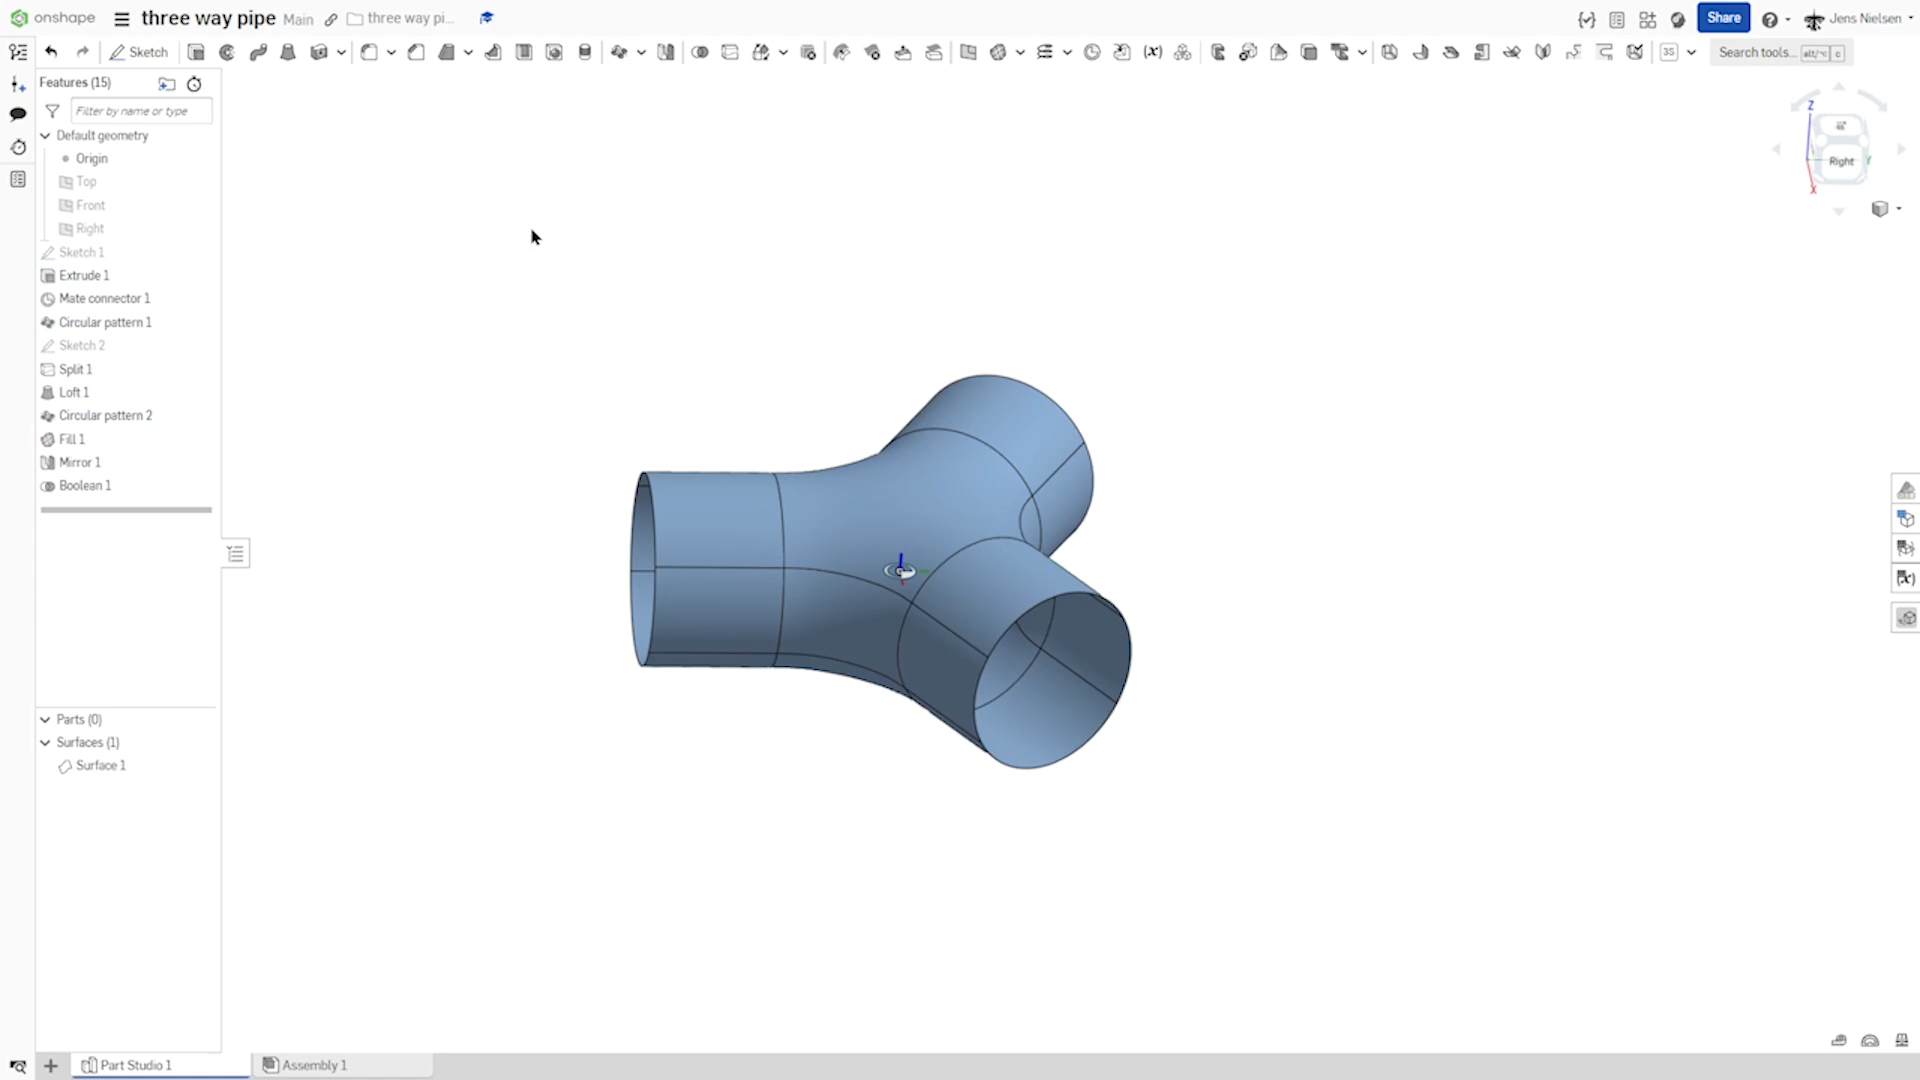 onshape three way pipe Main three way pi... Share Jens Nielsen
Sketch Search tools... alt/⌥ c
Features (15)
Filter by name or type
Default geometry
Origin
Top
Front
Right
Sketch 1
Extrude 1
Mate connector 1
Circular pattern 1
Sketch 2
Split 1
Loft 1
Circular pattern 2
Fill 1
Mirror 1
Boolean 1
Parts (0)
Surfaces (1)
Surface 1
Z
Right
Y
X
Part Studio 1 Assembly 1